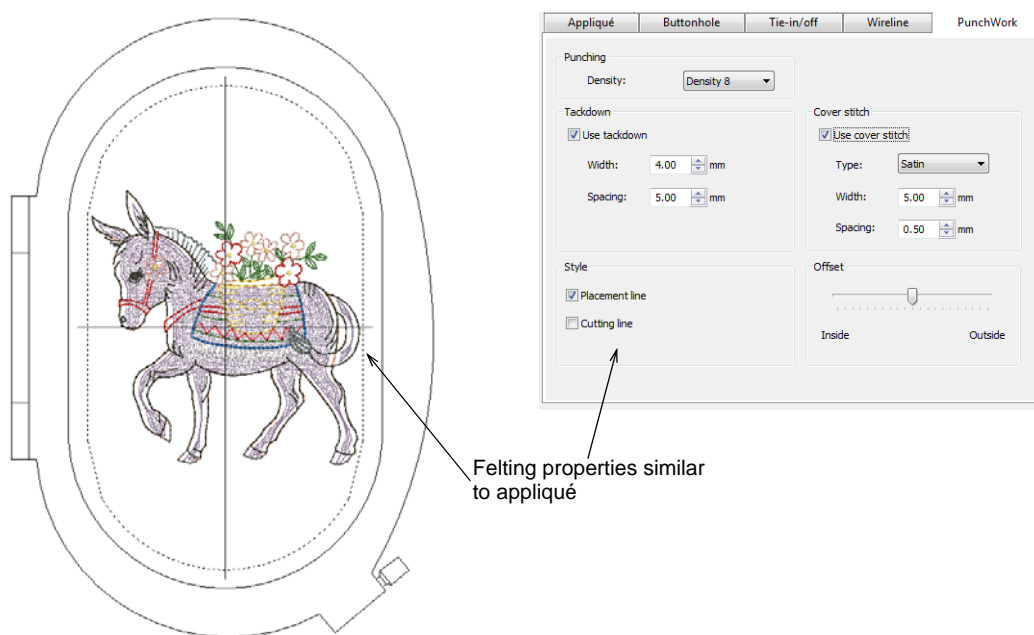 Appliqué Buttonhole Tie-in/off Wireline PunchWork
Punching
Density: Density 8
Tackdown
Use tackdown
Width: 4.00 mm
Spacing: 5.00 mm
Cover stitch
Use cover stitch
Type: Satin
Width: 5.00 mm
Spacing: 0.50 mm
Style
Placement line
Cutting line
Offset
Inside Outside
Felting properties similar
to appliqué